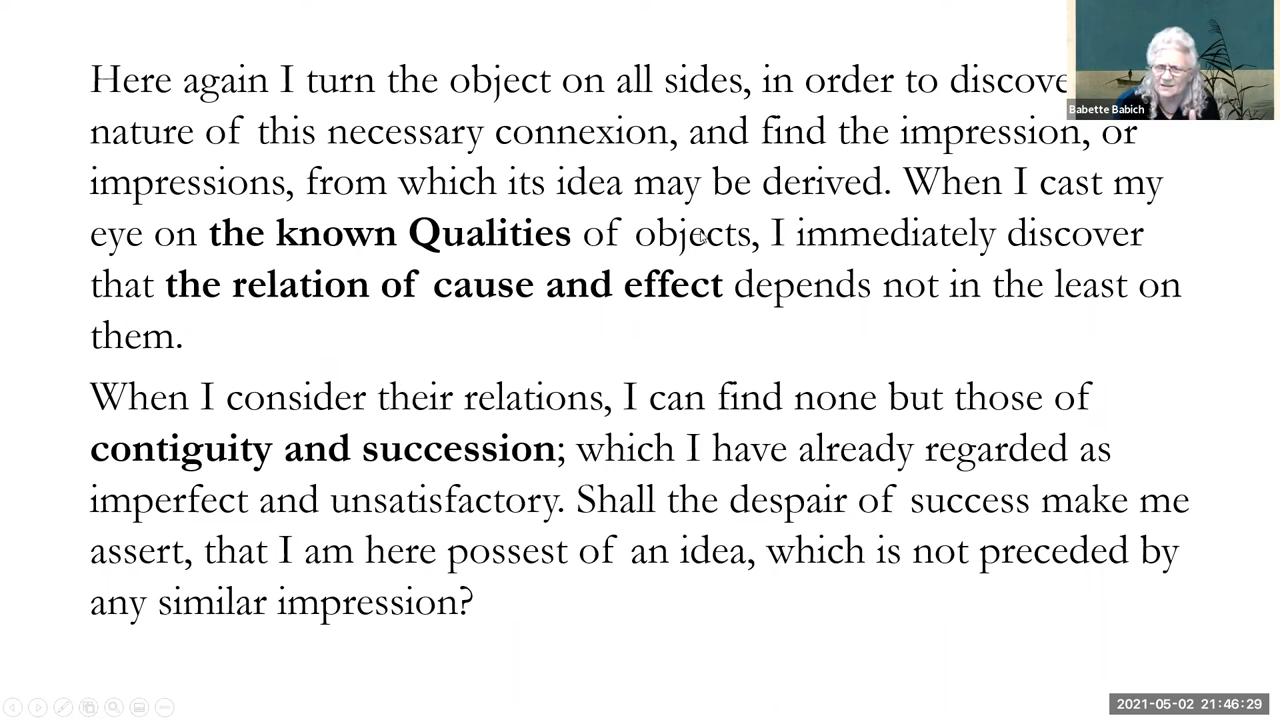 Here again I turn the object on all sides, in order to discove
nature of this necessary connexion, and find the impression, or
impressions, from which its idea may be derived. When I cast my
eye on the known Qualities of objects, I immediately discover
that the relation of cause and effect depends not in the least on
them.
When I consider their relations, I can find none but those of
contiguity and succession; which I have already regarded as
imperfect and unsatisfactory. Shall the despair of success make me
assert, that I am here possest of an idea, which is not preceded by
any similar impression?
Babette Babich
2021-05-02 21:46:29